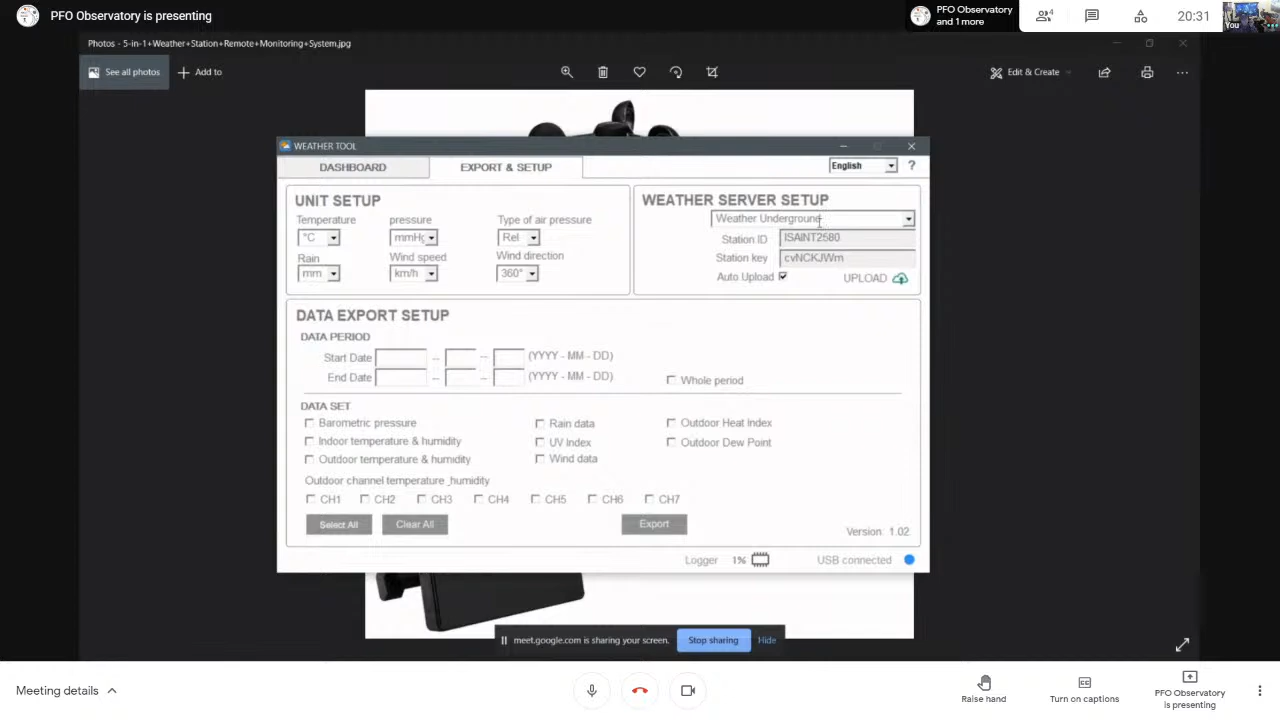 PFO Observatory is presenting
PFO Observatory
and 1 more
4
20:31
You
Photos - 5-in-1+Weather+Station+Remote+Monitoring+System.jpg
See all photos
Add to
Edit & Create
WEATHER TOOL
DASHBOARD
EXPORT & SETUP
English
?
UNIT SETUP
Temperature
pressure
Type of air pressure
°C
mmHg
Rel
Rain
Wind speed
Wind direction
mm
km/h
360°
WEATHER SERVER SETUP
Weather Underground
Station ID
ISAINT2580
Station key
cvNCKJWm
Auto Upload
UPLOAD
DATA EXPORT SETUP
DATA PERIOD
Start Date -- -- (YYYY - MM - DD)
End Date - - (YYYY - MM - DD)
Whole period
DATA SET
Barometric pressure
Rain data
Outdoor Heat Index
Indoor temperature & humidity
UV Index
Outdoor Dew Point
Outdoor temperature & humidity
Wind data
Outdoor channel temperature_humidity
CH1 CH2 CH3 CH4 CH5 CH6 CH7
Select All
Clear All
Export
Version: 1.02
Logger 1%
USB connected
meet.google.com is sharing your screen.
Stop sharing
Hide
Meeting details
Raise hand
Turn on captions
PFO Observatory
is presenting